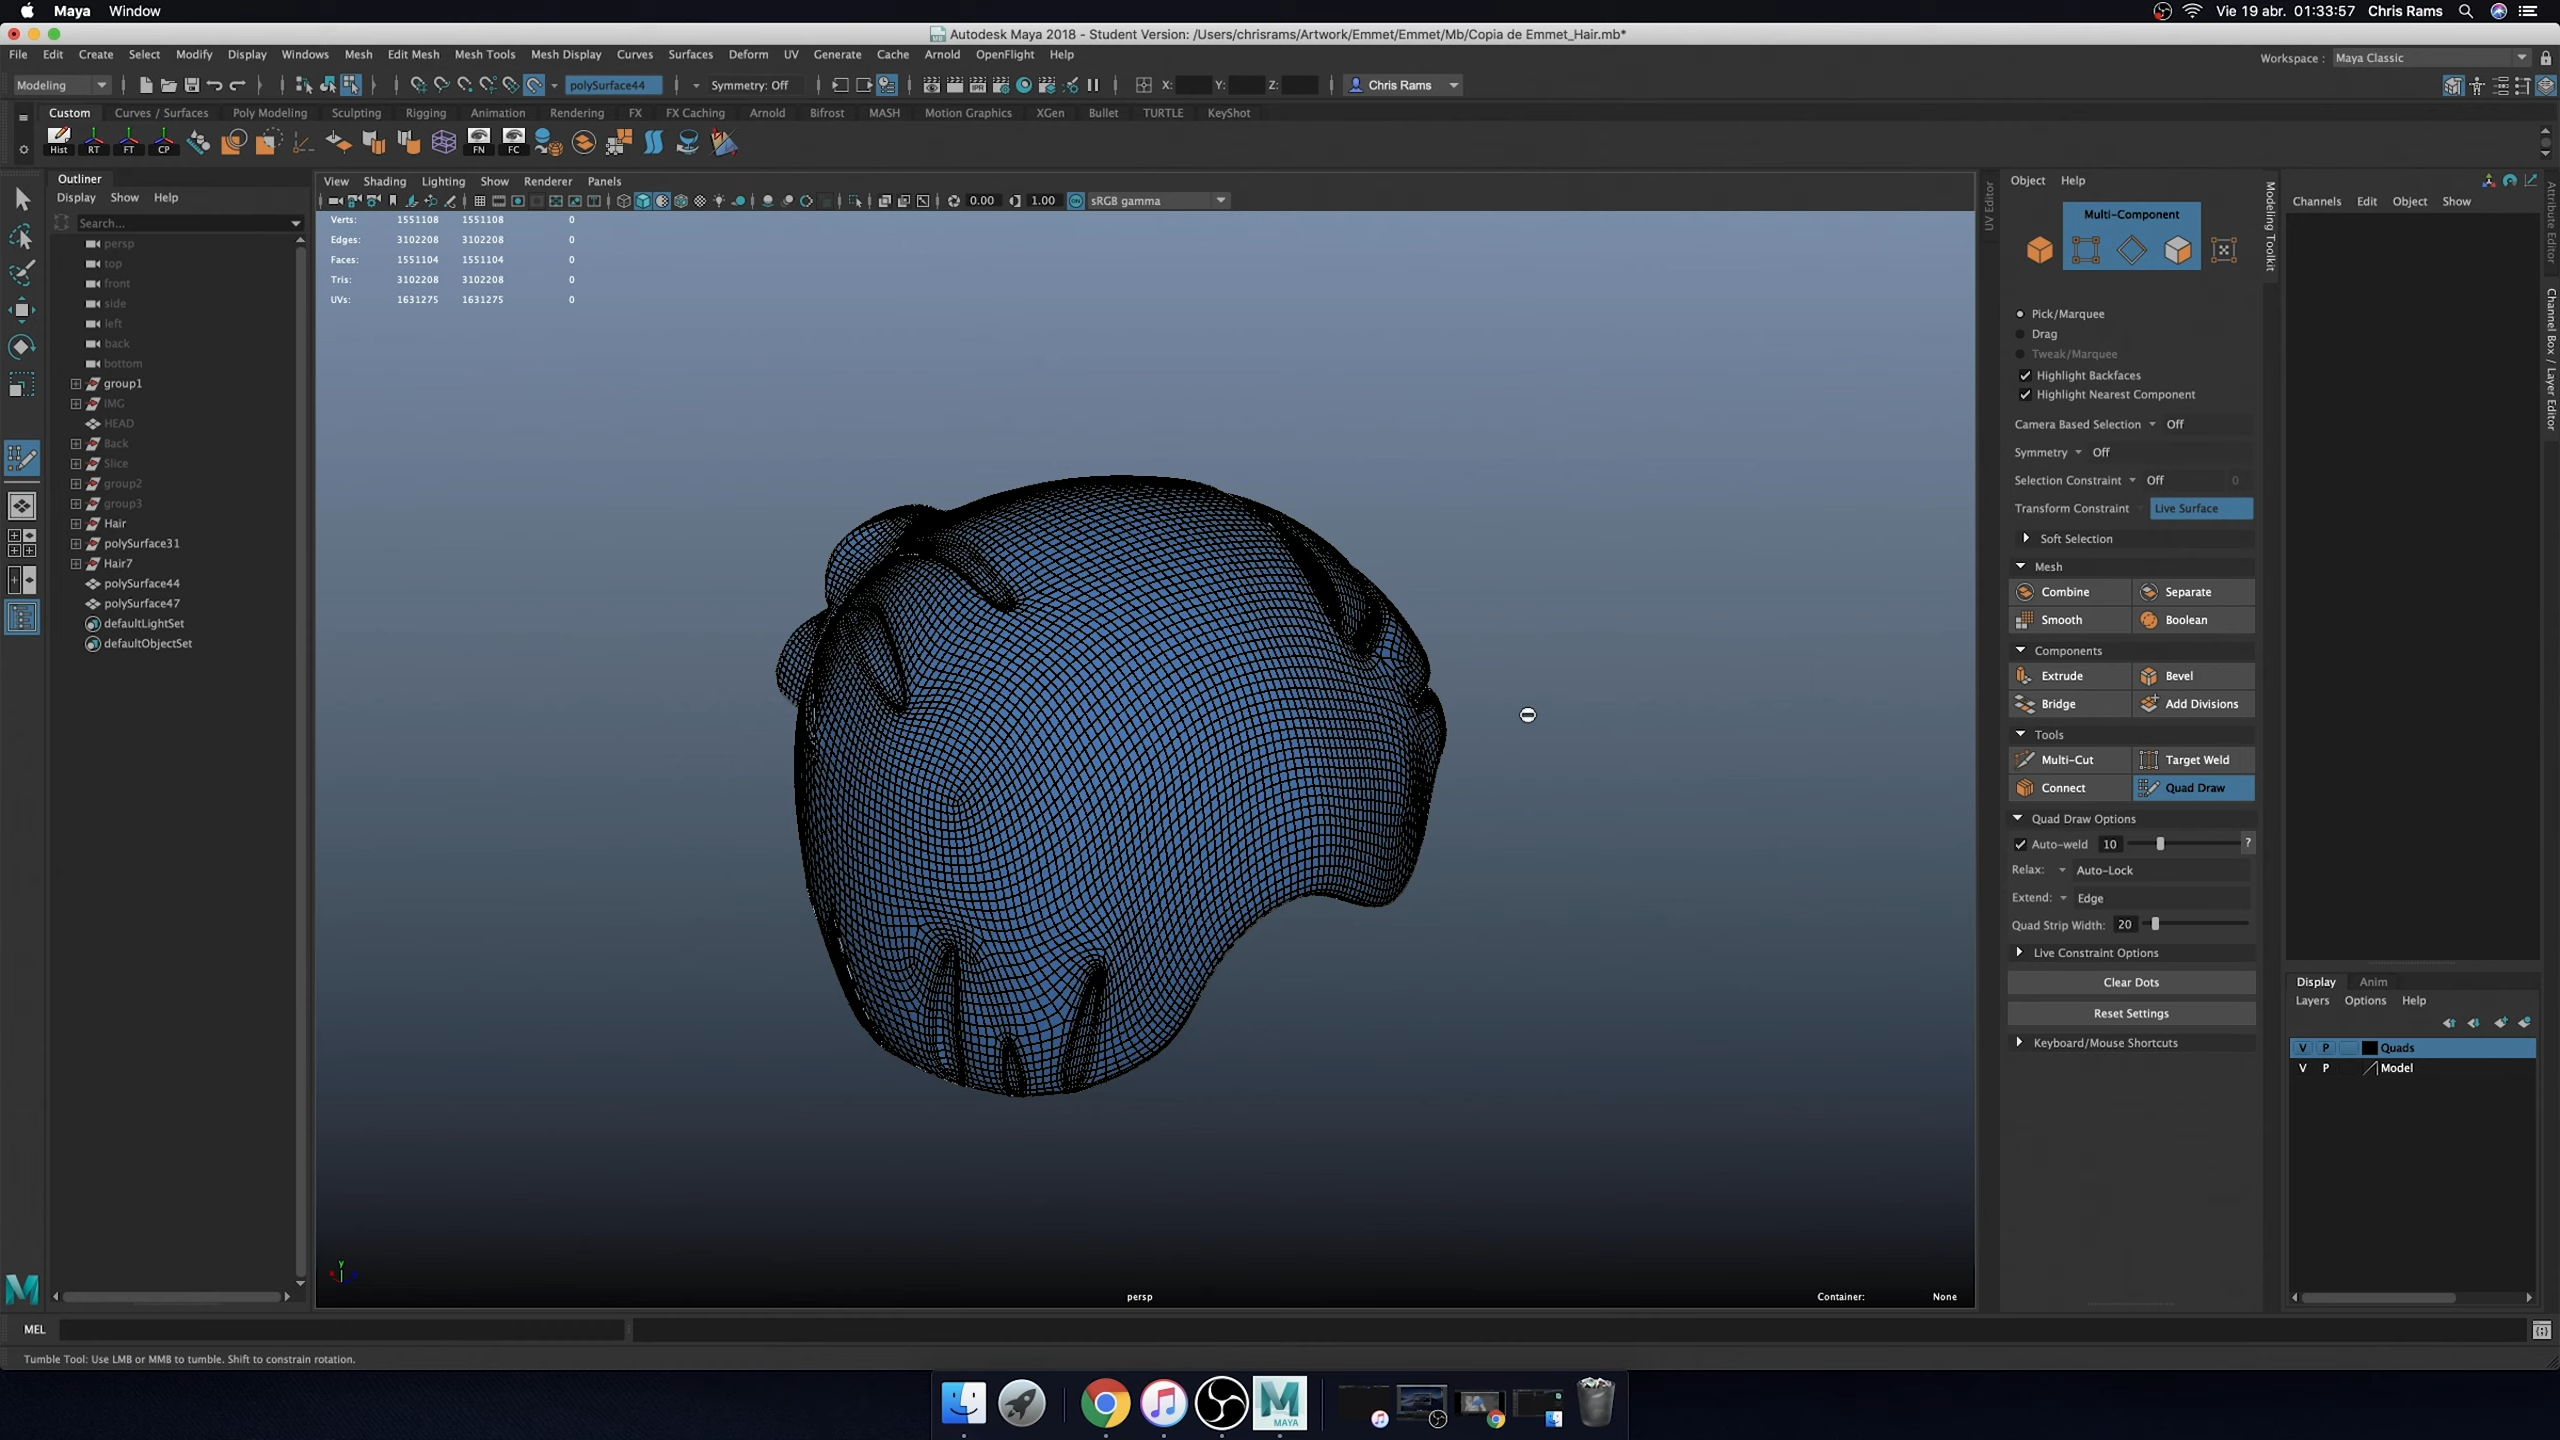 Maya Window
Vie 19 abr. 01:33:57 Chris Rams
Autodesk Maya 2018 - Student Version: /Users/chrisrams/Artwork/Emmet/Emmet/Mb/Copia de Emmet_Hair.mb*
File Edit Create Select Modify Display Windows Mesh Edit Mesh Mesh Tools Mesh Display Curves Surfaces Deform UV Generate Cache Arnold OpenFlight Help
Workspace : Maya Classic
Modeling
polySurface44
Symmetry: Off
X: Y: Z:
Chris Rams
Custom Curves / Surfaces Poly Modeling Sculpting Rigging Animation Rendering FX FX Caching Arnold Bifrost MASH Motion Graphics XGen Bullet TURTLE KeyShot
Hist RT FT CP FN FC
Outliner
Display Show Help
Search...
persp
top
front
side
left
back
bottom
group1
IMG
HEAD
Back
Slice
group2
group3
Hair
polySurface31
Hair7
polySurface44
polySurface47
defaultLightSet
defaultObjectSet
View Shading Lighting Show Renderer Panels
0.00 1.00 sRGB gamma
Verts: 1551108 1551108 0
Edges: 3102208 3102208 0
Faces: 1551104 1551104 0
Tris: 3102208 3102208 0
UVs: 1631275 1631275 0
persp
Container: None
UV Editor
Object Help
Multi-Component
Modeling Toolkit
Pick/Marquee
Drag
Tweak/Marquee
Highlight Backfaces
Highlight Nearest Component
Camera Based Selection Off
Symmetry Off
Selection Constraint Off 0
Transform Constraint Live Surface
Soft Selection
Mesh
Combine Separate
Smooth Boolean
Components
Extrude Bevel
Bridge Add Divisions
Tools
Multi-Cut Target Weld
Connect Quad Draw
Quad Draw Options
Auto-weld 10 ?
Relax: Auto-Lock
Extend: Edge
Quad Strip Width: 20
Live Constraint Options
Clear Dots
Reset Settings
Keyboard/Mouse Shortcuts
Channels Edit Object Show
Attribute Editor
Channel Box / Layer Editor
Display Anim
Layers Options Help
V P Quads
V P Model
MEL
Tumble Tool: Use LMB or MMB to tumble. Shift to constrain rotation.
MAYA